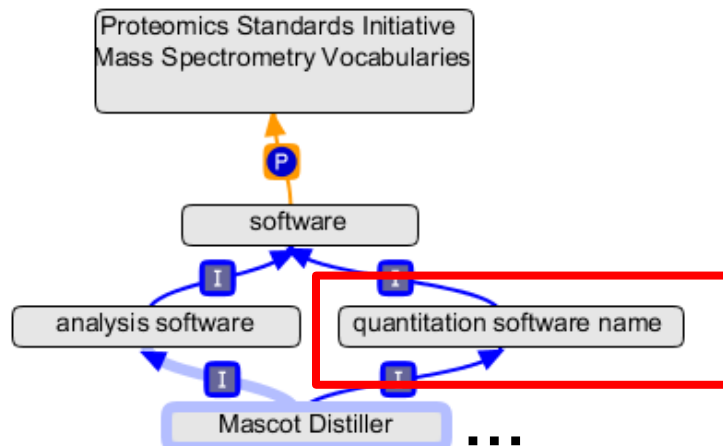 Proteomics Standards Initiative
Mass Spectrometry Vocabularies
P
software
I
I
analysis software
quantitation software name
I
I
Mascot Distiller
...